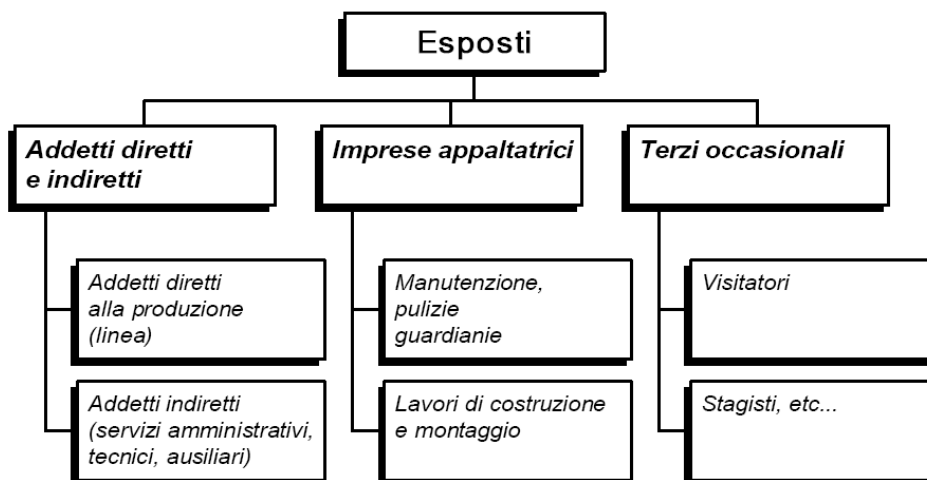 Esposti
Addetti diretti
e indiretti
Imprese appaltatrici
Terzi occasionali
Addetti diretti
alla produzione
(linea)
Manutenzione,
pulizie
guardianie
Visitatori
Addetti indiretti
(servizi amministrativi,
tecnici, ausiliari)
Lavori di costruzione
e montaggio
Stagisti, etc...